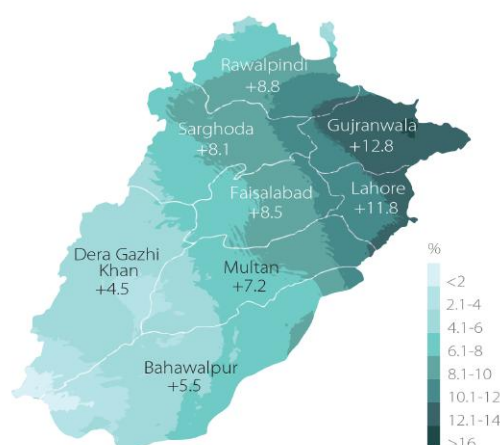 Rawalpindi
+8.8
Gujranwala
+12.8
Sarghoda
+8.1
Lahore
+11.8
Faisalabad
+8.5
Dera Gazhi
Khan
+4.5
Multan
+7.2
Bahawalpur
+5.5
%
<2
2.1-4
4.1-6
6.1-8
8.1-10
10.1-12
12.1-14
>16